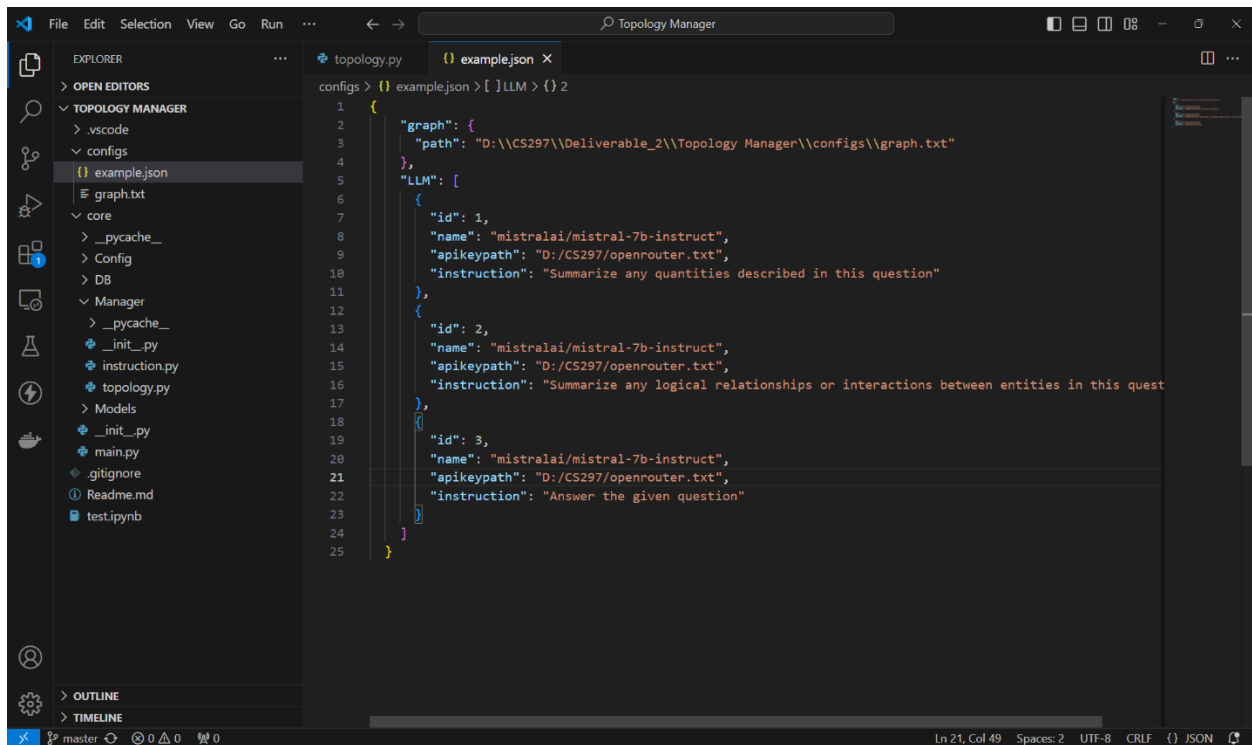 File Edit Selection View Go Run ··· Topology Manager
EXPLORER ···
OPEN EDITORS
TOPOLOGY MANAGER
.vscode
configs
{} example.json
graph.txt
core
__pycache__
Config
DB
Manager
__pycache__
__init__.py
instruction.py
topology.py
Models
__init__.py
main.py
.gitignore
Readme.md
test.ipynb
OUTLINE
TIMELINE
1
topology.py {} example.json ×
configs > {} example.json > [ ] LLM > {} 2
1 {
2 "graph": {
3 "path": "D:\\CS297\\Deliverable_2\\Topology Manager\\configs\\graph.txt"
4 },
5 "LLM": [
6 {
7 "id": 1,
8 "name": "mistralai/mistral-7b-instruct",
9 "apikeypath": "D:/CS297/openrouter.txt",
10 "instruction": "Summarize any quantities described in this question"
11 },
12 {
13 "id": 2,
14 "name": "mistralai/mistral-7b-instruct",
15 "apikeypath": "D:/CS297/openrouter.txt",
16 "instruction": "Summarize any logical relationships or interactions between entities in this quest
17 },
18 {
19 "id": 3,
20 "name": "mistralai/mistral-7b-instruct",
21 "apikeypath": "D:/CS297/openrouter.txt",
22 "instruction": "Answer the given question"
23 }
24 ]
25 }
master 0 0 0 Ln 21, Col 49 Spaces: 2 UTF-8 CRLF {} JSON